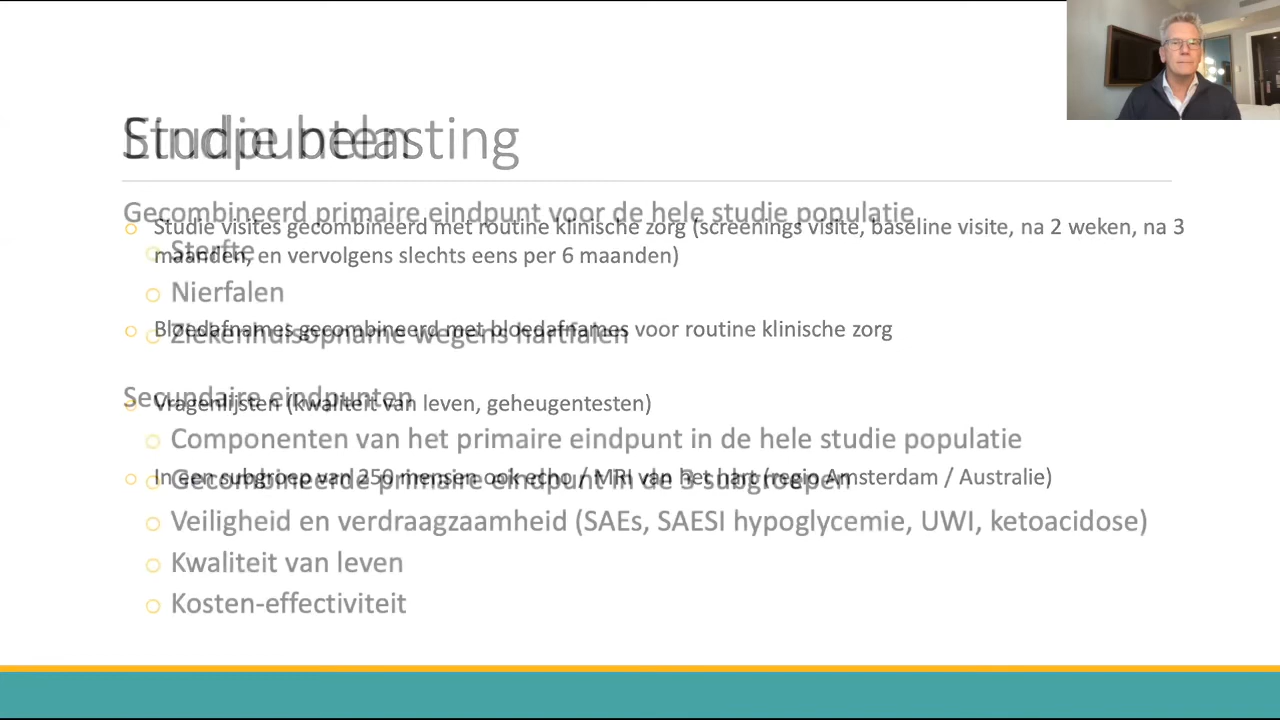 Eindpunten
Gecombineerd primaire eindpunt voor de hele studie populatie
Sterfte
Nierfalen
Ziekenhuisopname wegens hartfalen
Secundaire eindpunten
Componenten van het primaire eindpunt in de hele studie populatie
Gecombineerde primaire eindpunt in de 3 subgroepen
Veiligheid en verdraagzaamheid (SAEs, SAESI hypoglycemie, UWI, ketoacidose)
Kwaliteit van leven
Kosten-effectiviteit
Studie belasting
Studie visites gecombineerd met routine klinische zorg (screenings visite, baseline visite, na 2 weken, na 3
maanden, en vervolgens slechts eens per 6 maanden)
Bloedafnames gecombineerd met bloedafnames voor routine klinische zorg
Vragenlijsten (kwaliteit van leven, geheugentesten)
In een subgroep van 250 mensen ook echo / MRI van het hart (regio Amsterdam / Australie)